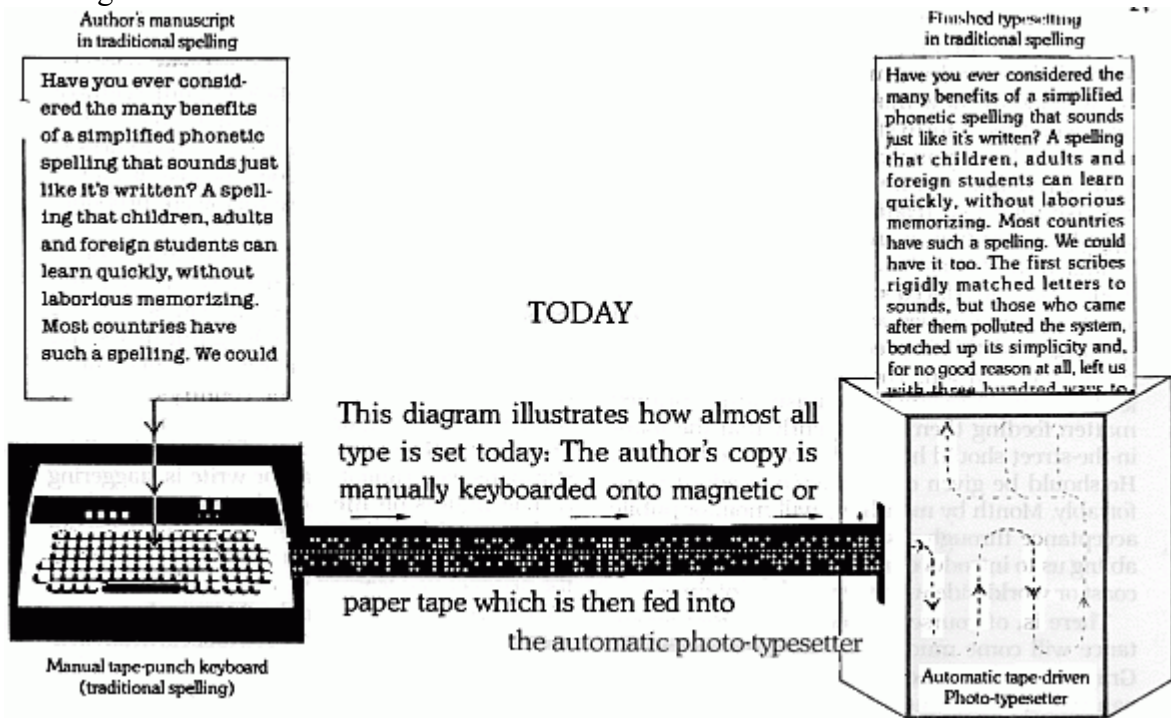 Author's manuscript
in traditional spelling
Have you ever consid-
ered the many benefits
of a simplified phonetic
spelling that sounds just
like it's written? A spell-
ing that children, adults
and foreign students can
learn quickly, without
laborious memorizing.
Most countries have
such a spelling. We could
Manual tape-punch keyboard
(traditional spelling)
TODAY
This diagram illustrates how almost all
type is set today: The author's copy is
manually keyboarded onto magnetic or
paper tape which is then fed into
the automatic photo-typesetter
Finished typesetting
in traditional spelling
Have you ever considered the
many benefits of a simplified
phonetic spelling that sounds
just like it's written? A spelling
that children, adults and
foreign students can learn
quickly, without laborious
memorizing. Most countries
have such a spelling. We could
have it too. The first scribes
rigidly matched letters to
sounds, but those who came
after them polluted the system,
botched up its simplicity and,
for no good reason at all, left us
with three hundred ways to
Automatic tape-driven
Photo-typesetter